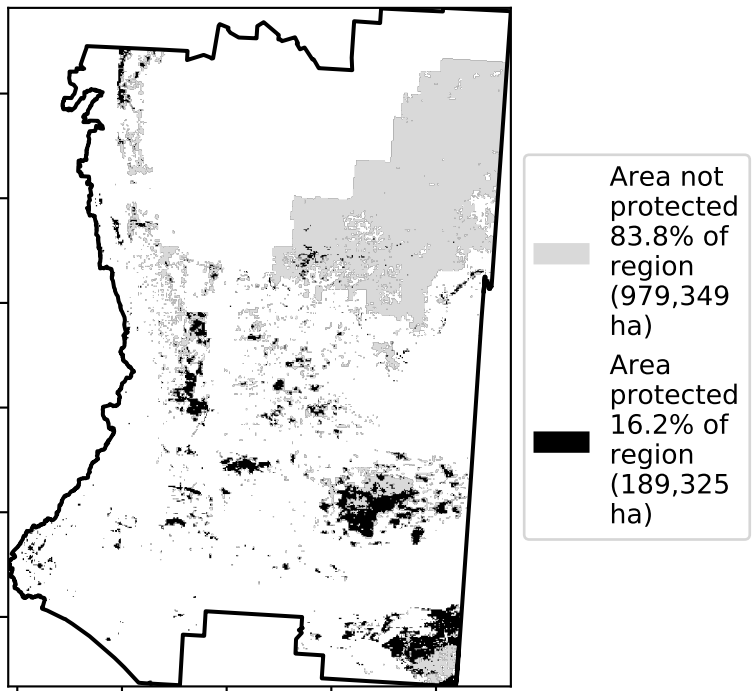 Area not
protected
83.8% of
region
(979,349
ha)
Area
protected
16.2% of
region
(189,325
ha)